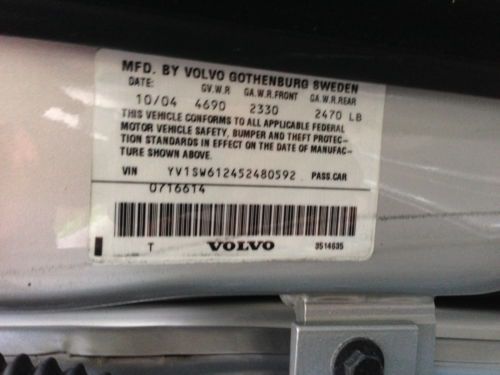 MFD. BY VOLVO GOTHENBURG SWEDEN
DATE: GV.W.R GA.W.R.FRONT GA.W.R.REAR
10/04 4690 2330 2470 LB
THIS VEHICLE CONFORMS TO ALL APPLICABLE FEDERAL
MOTOR VEHICLE SAFETY, BUMPER AND THEFT PROTEC-
TION STANDARDS IN EFFECT ON THE DATE OF MANUFAC-
TURE SHOWN ABOVE.
VIN YV1SW612452480592 PASS.CAR
0716614
T VOLVO 3514635